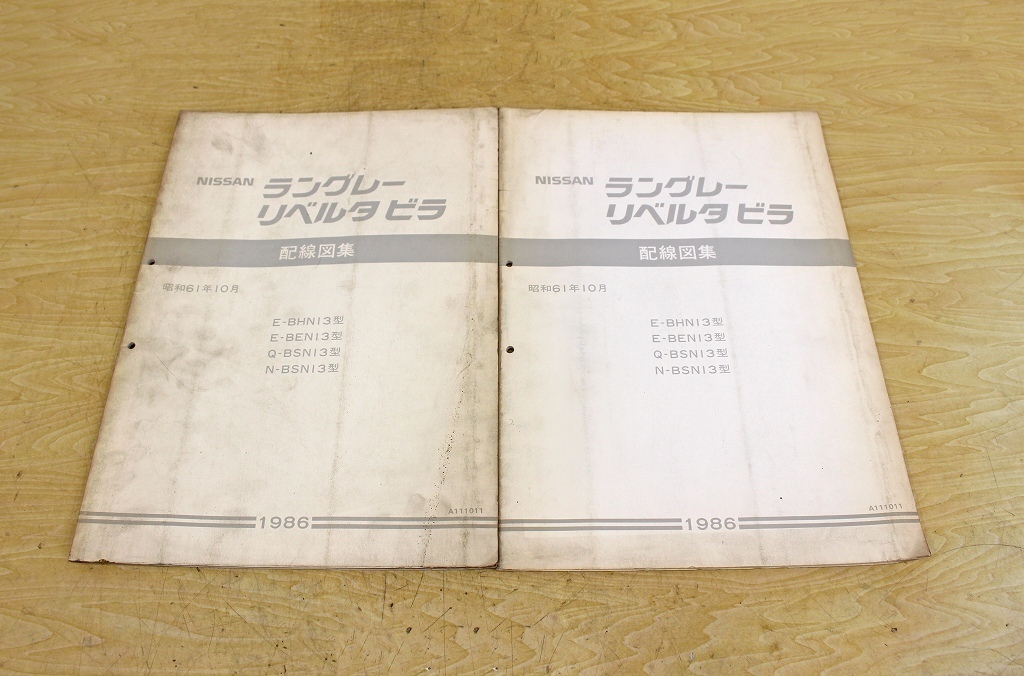 NISSAN ラングレー
リベルタ ビラ
配線図集
昭和61年10月
E-BHN13型
E-BEN13型
Q-BSN13型
N-BSN13型
A111011
1986
NISSAN ラングレー
リベルタ ビラ
配線図集
昭和61年10月
E-BHN13型
E-BEN13型
Q-BSN13型
N-BSN13型
A111011
1986